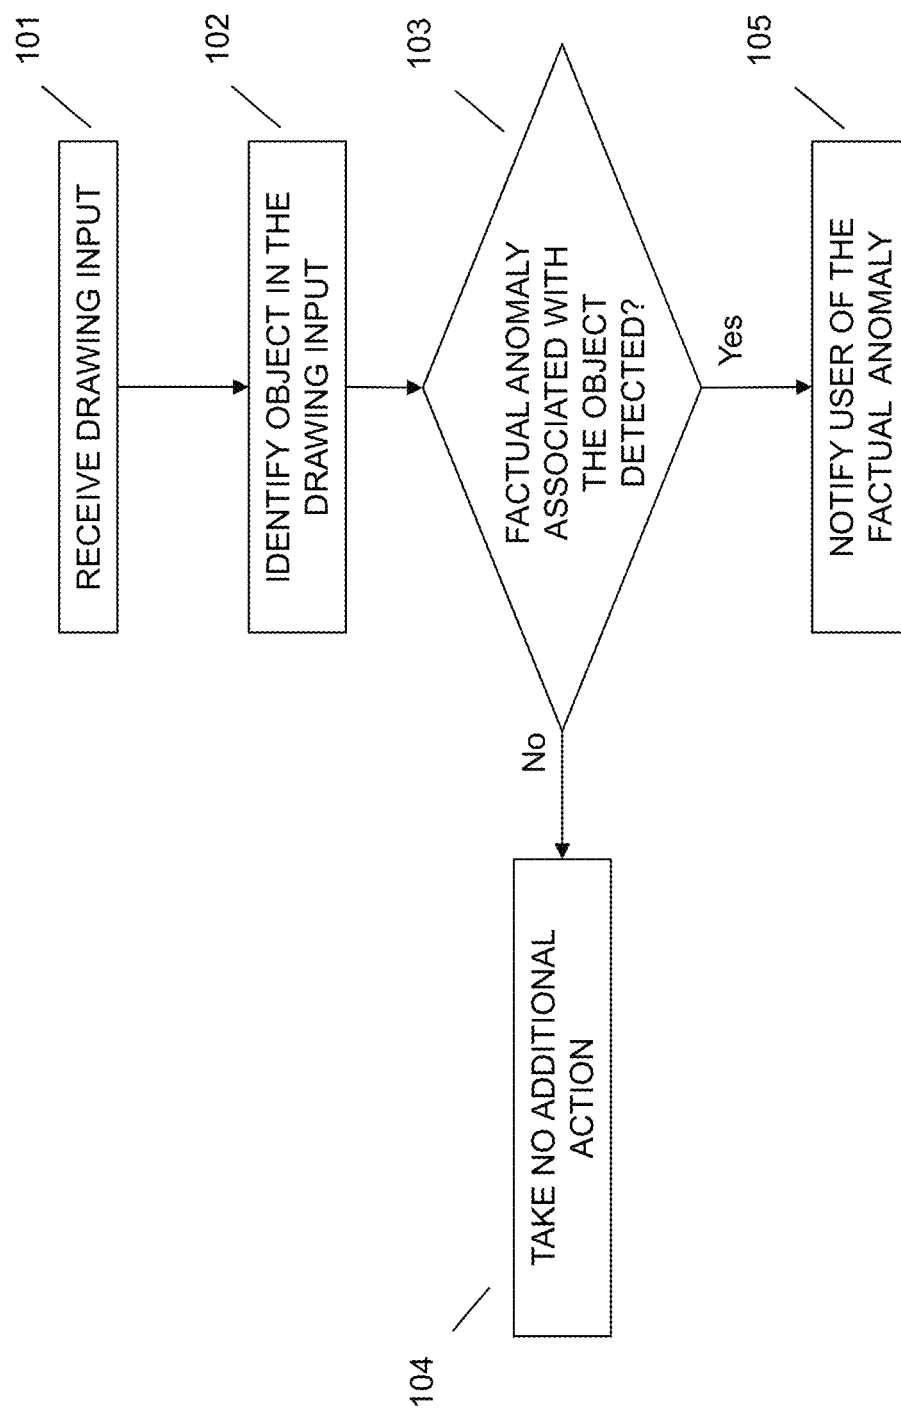 101
RECEIVE DRAWING INPUT
102
IDENTIFY OBJECT IN THE
DRAWING INPUT
103
FACTUAL ANOMALY
ASSOCIATED WITH
THE OBJECT
DETECTED?
No
Yes
104
TAKE NO ADDITIONAL
ACTION
105
NOTIFY USER OF THE
FACTUAL ANOMALY